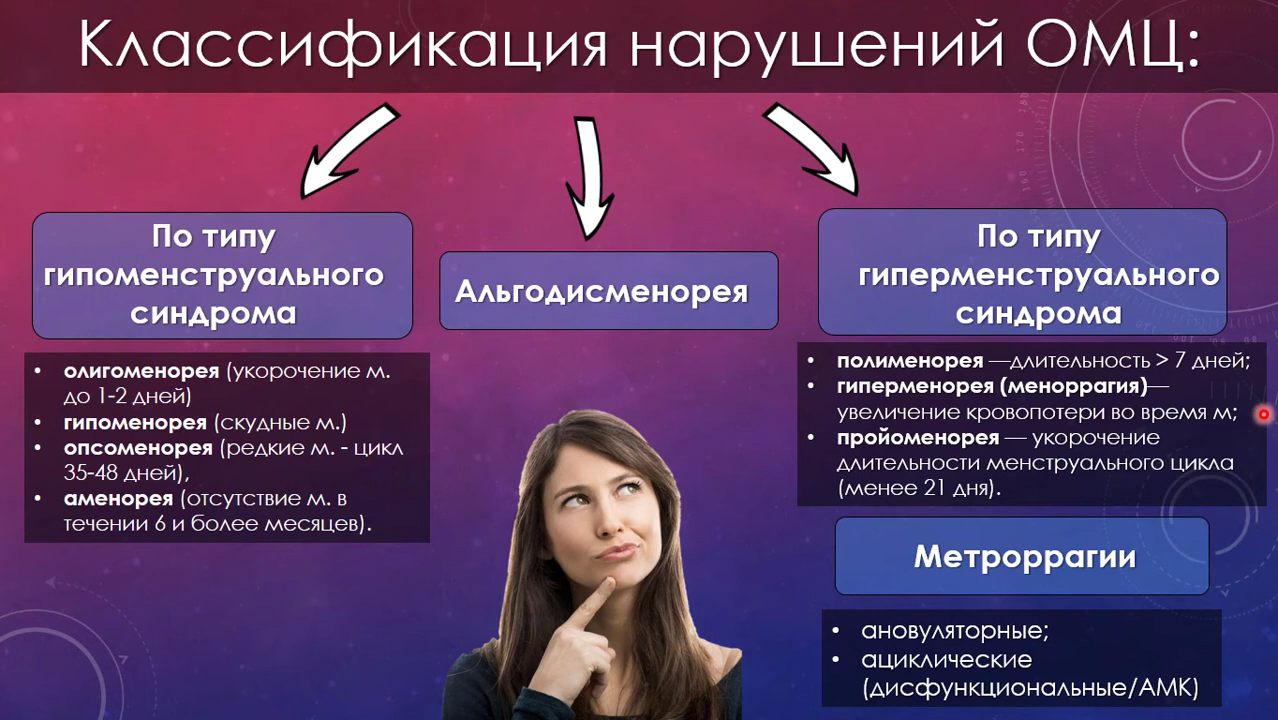 Классификация нарушений ОМЦ:
По типу
гипоменструального
синдрома
• олигоменорея (укорочение м.
до 1-2 дней)
• гипоменорея (скудные м.)
• опсоменорея (редкие м. - цикл
35-48 дней),
• аменорея (отсутствие м. в
течении 6 и более месяцев).
Альгодисменорея
По типу
гиперменструального
синдрома
• полименорея —длительность > 7 дней;
• гиперменорея (меноррагия)—
увеличение кровопотери во время м;
• пройоменорея — укорочение
длительности менструального цикла
(менее 21 дня).
Метроррагии
• ановуляторные;
• ациклические
(дисфункциональные/АМК)